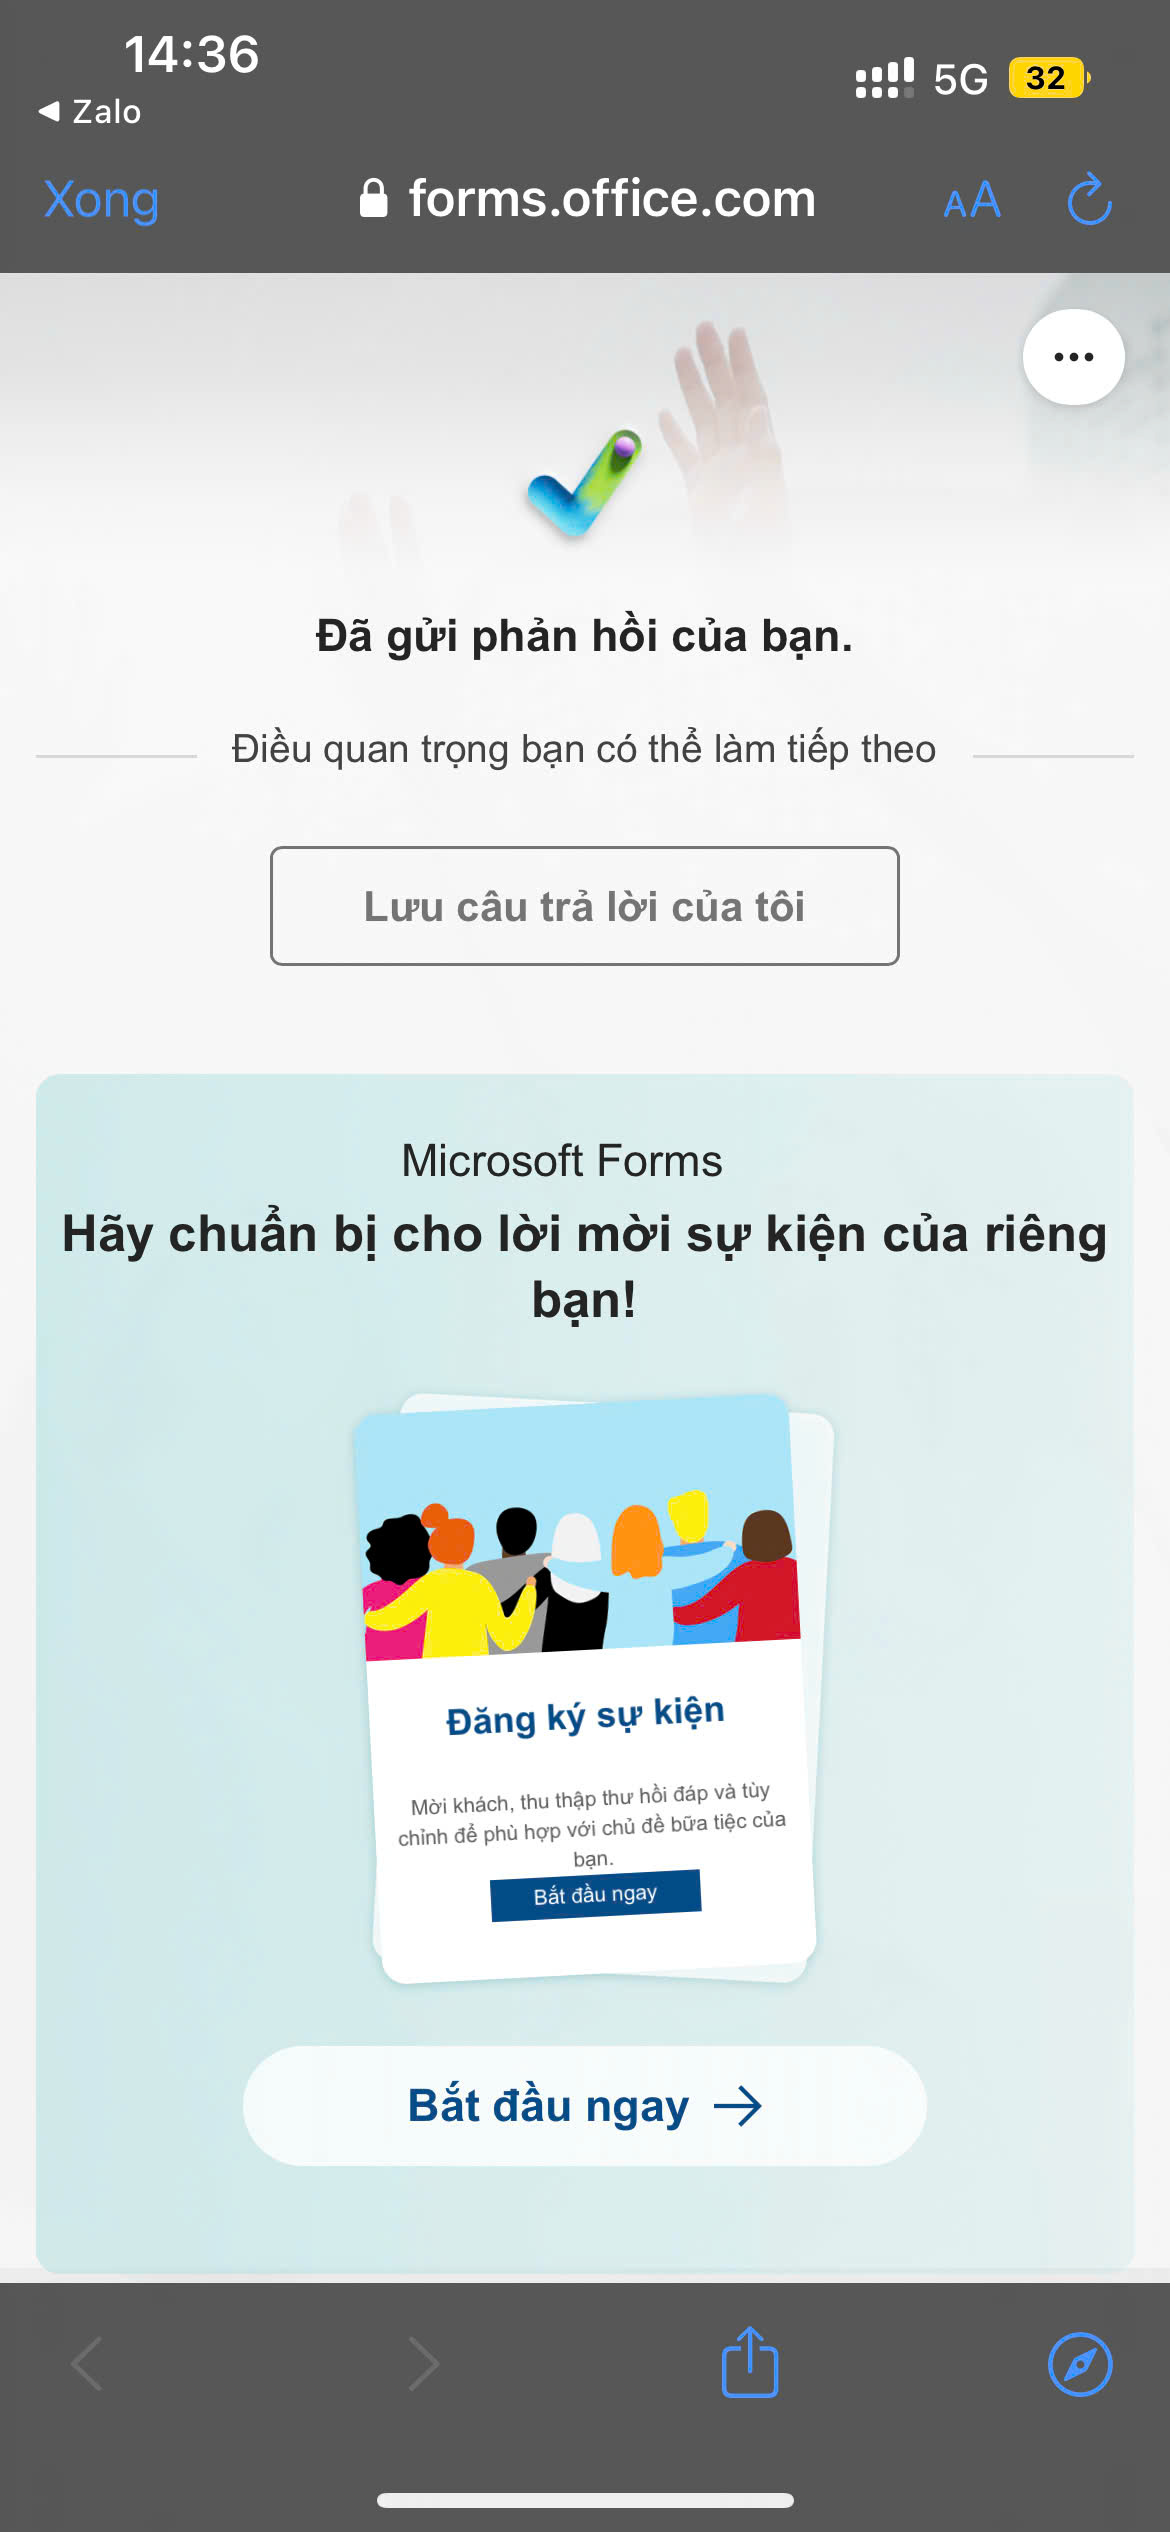 14:36
5G
32
◀ Zalo
Xong
forms.office.com
AA
Đã gửi phản hồi của bạn.
Điều quan trọng bạn có thể làm tiếp theo
Lưu câu trả lời của tôi
Microsoft Forms
Hãy chuẩn bị cho lời mời sự kiện của riêng
bạn!
Đăng ký sự kiện
Mời khách, thu thập thư hồi đáp và tùy
chỉnh để phù hợp với chủ đề bữa tiệc của
bạn.
Bắt đầu ngay
Bắt đầu ngay →